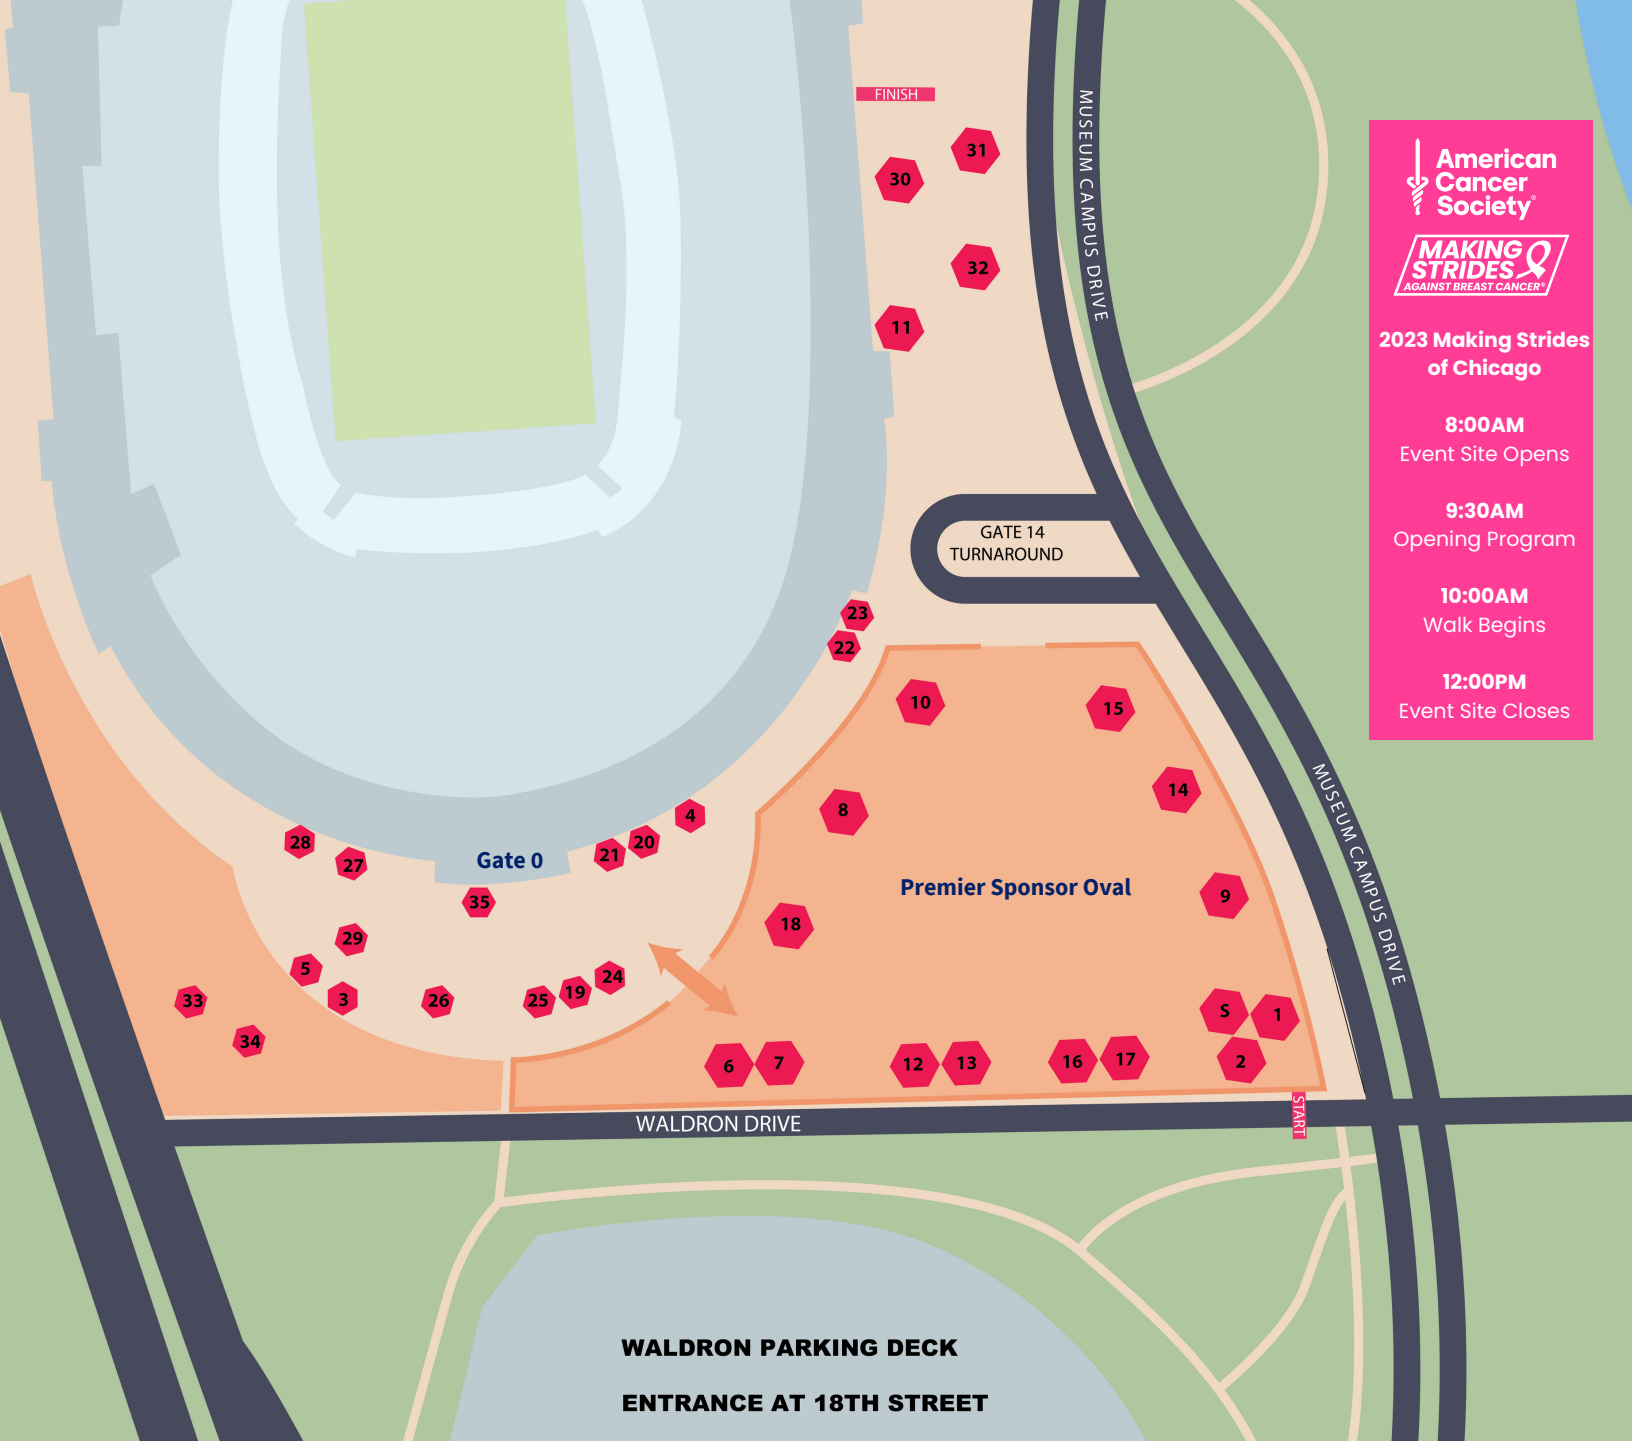 FINISH
31
30
32
11
MUSEUM CAMPUS DRIVE
American
Cancer
Society®
MAKING
STRIDES
AGAINST BREAST CANCER®
2023 Making Strides
of Chicago
8:00AM
Event Site Opens
9:30AM
Opening Program
10:00AM
Walk Begins
12:00PM
Event Site Closes
GATE 14
TURNAROUND
23
22
10
15
14
8
4
28
20
21
27
Gate 0
35
Premier Sponsor Oval
9
18
29
5
24
19
33
3
26
25
34
S
1
6
7
12
13
16
17
2
MUSEUM CAMPUS DRIVE
START
WALDRON DRIVE
WALDRON PARKING DECK
ENTRANCE AT 18TH STREET